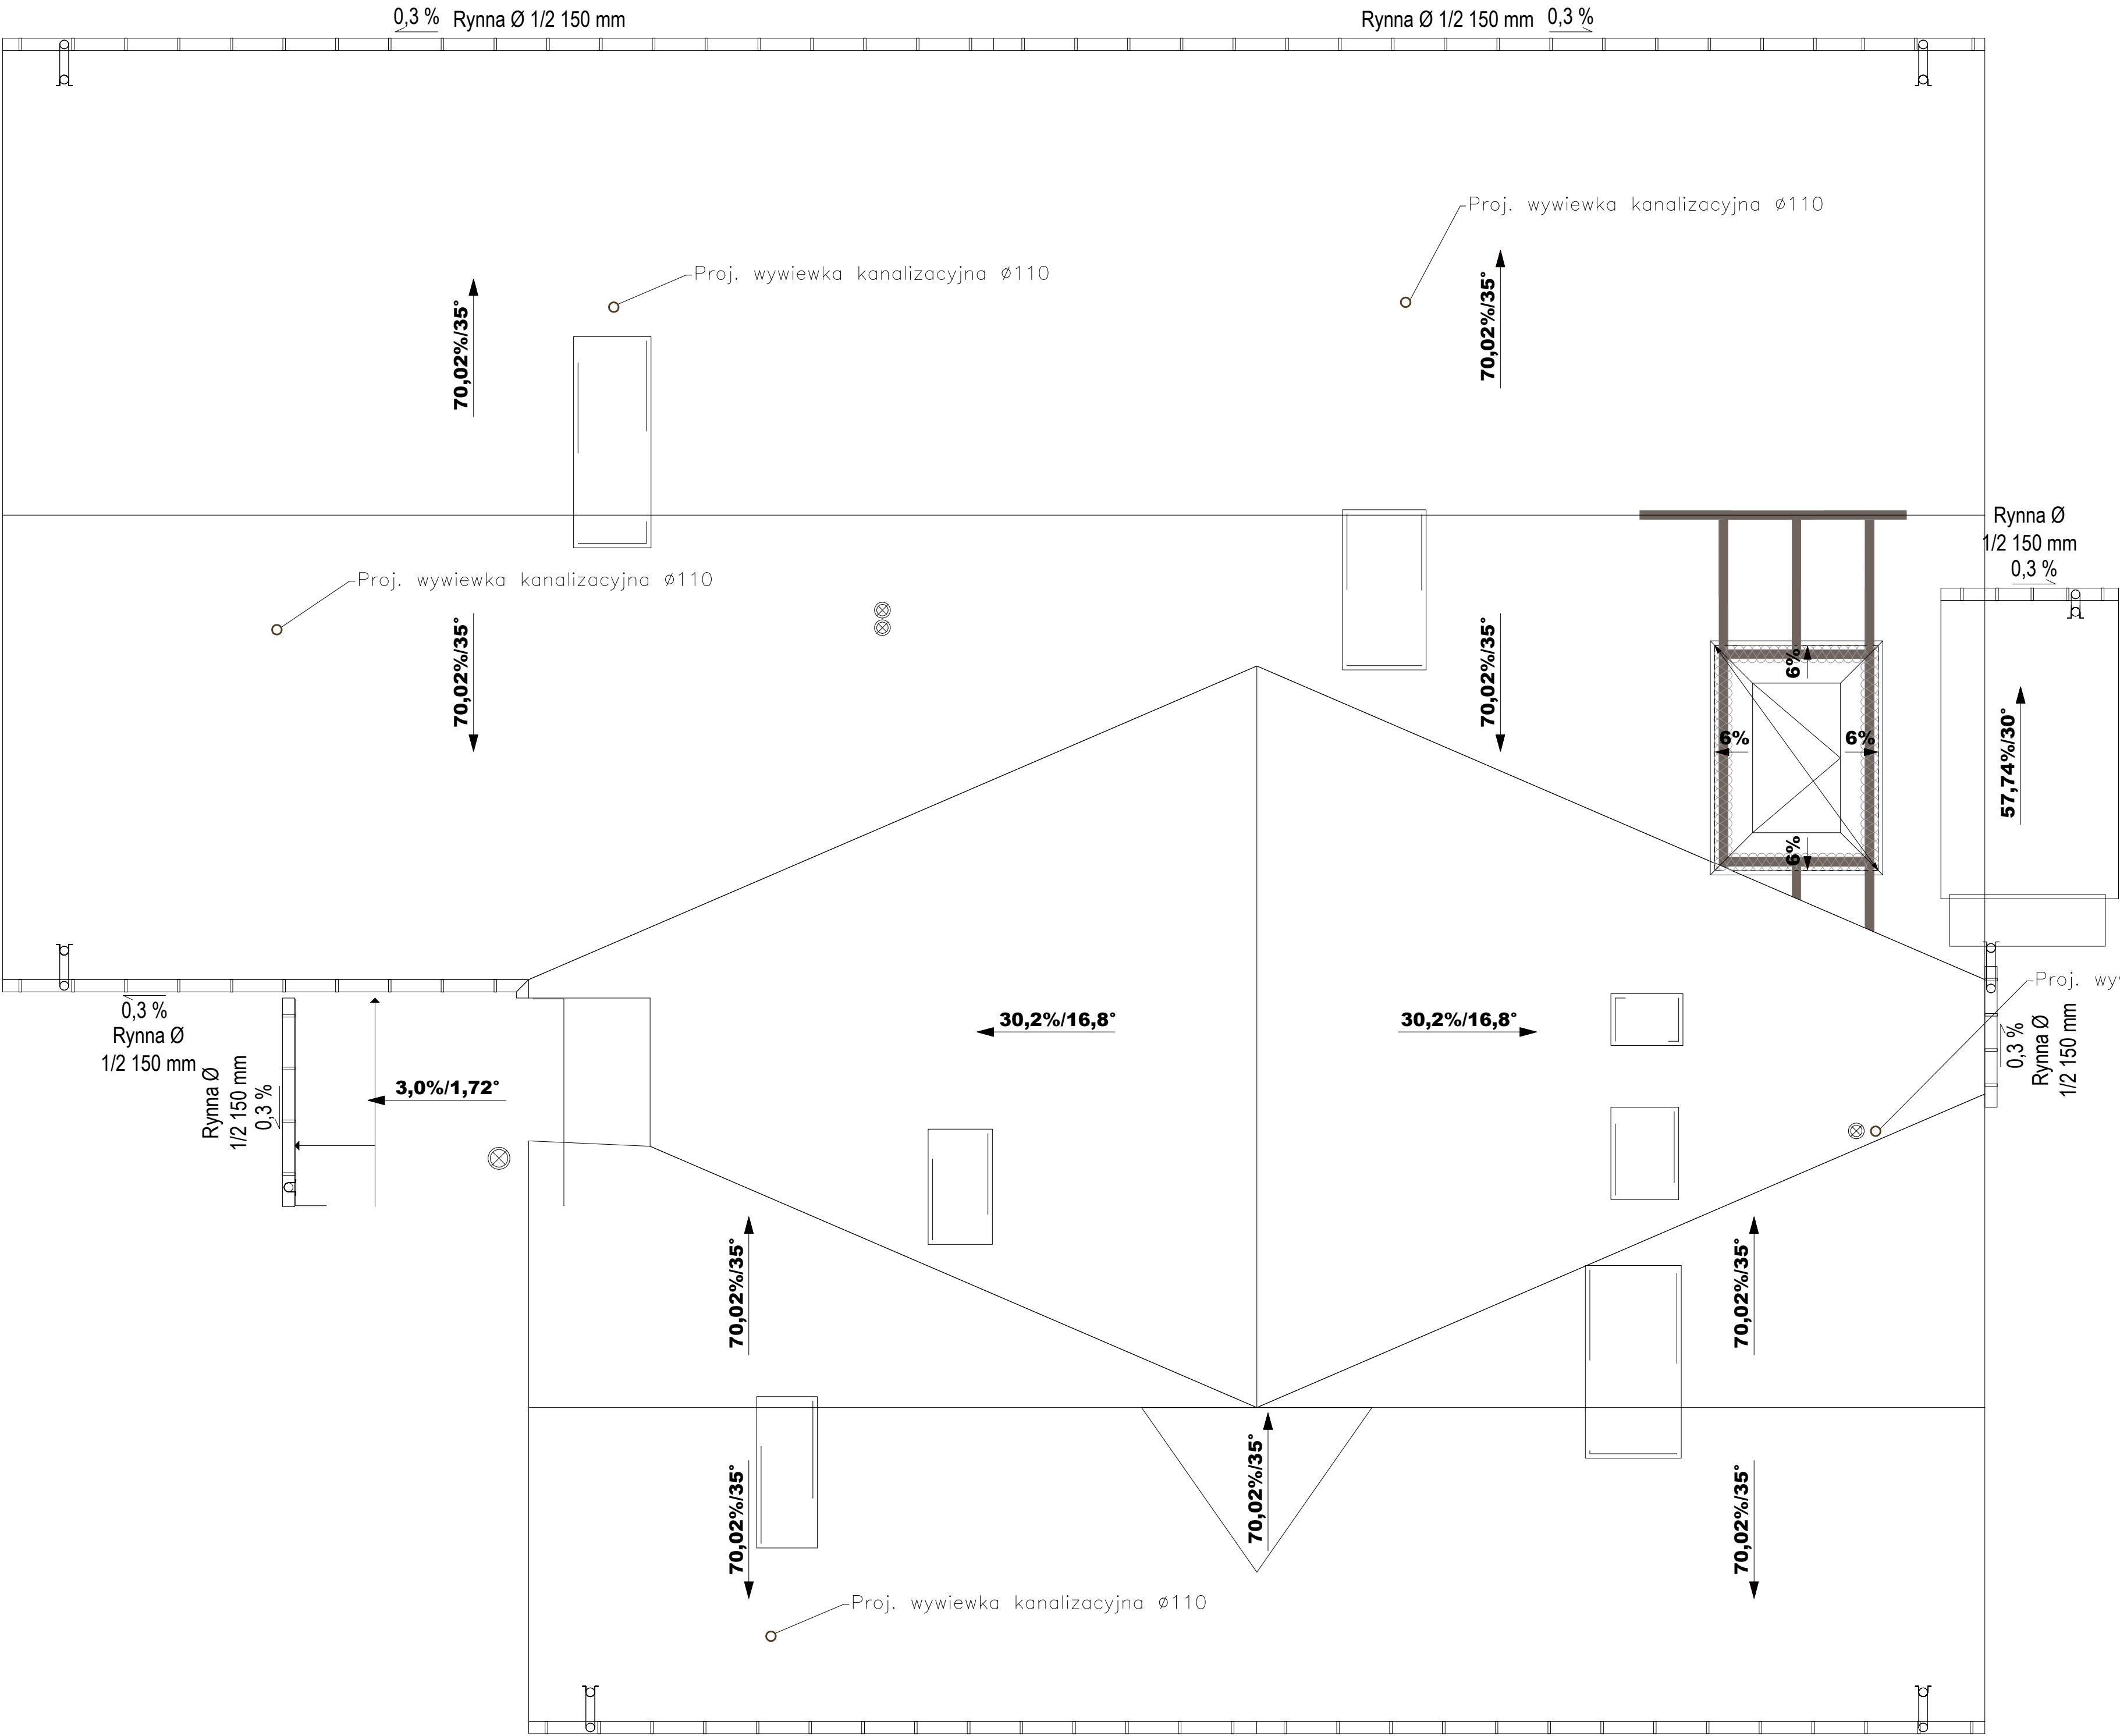 0,3 % Rynna Ø 1/2 150 mm
Rynna Ø 1/2 150 mm 0,3 %
Proj. wywiewka kanalizacyjna Ø110
Proj. wywiewka kanalizacyjna Ø110
70,02%/35°
70,02%/35°
Rynna Ø
1/2 150 mm
0,3 %
Proj. wywiewka kanalizacyjna Ø110
70,02%/35°
70,02%/35°
6%
6%
6%
6%
57,74%/30°
Proj.
0,3 %
Rynna Ø
1/2 150 mm
30,2%/16,8°
30,2%/16,8°
0,3 %
Rynna Ø
1/2 150 mm
Rynna Ø
1/2 150 mm
0,3 %
3,0%/1,72°
70,02%/35°
70,02%/35°
70,02%/35°
70,02%/35°
70,02%/35°
Proj. wywiewka kanalizacyjna Ø110